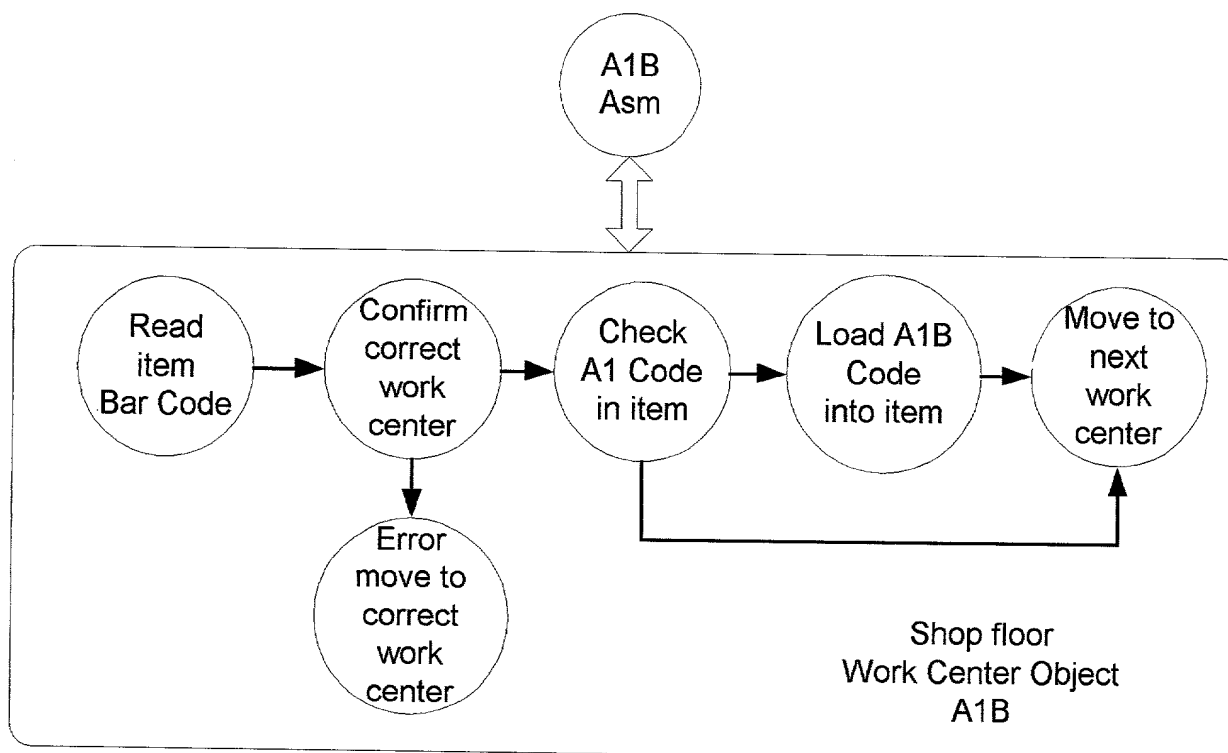 A1B
Asm
Read
item
Bar Code
Confirm
correct
work
center
Check
A1 Code
in item
Load A1B
Code
into item
Move to
next
work
center
Error
move to
correct
work
center
Shop floor
Work Center Object
A1B